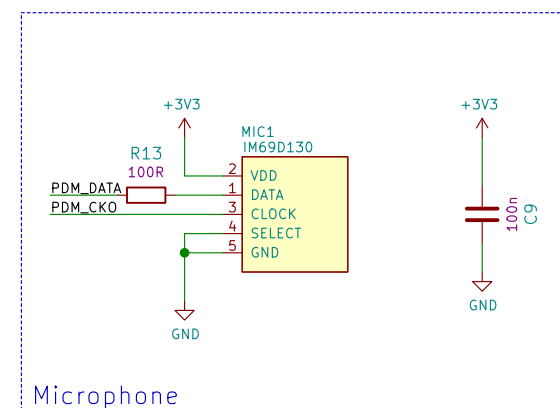 +3V3
+3V3
MIC1
IM69D130
R13
100R
2 VDD
PDM_DATA
1 DATA
PDM_CKO
3 CLOCK
4 SELECT
5 GND
100n
C9
GND
GND
Microphone